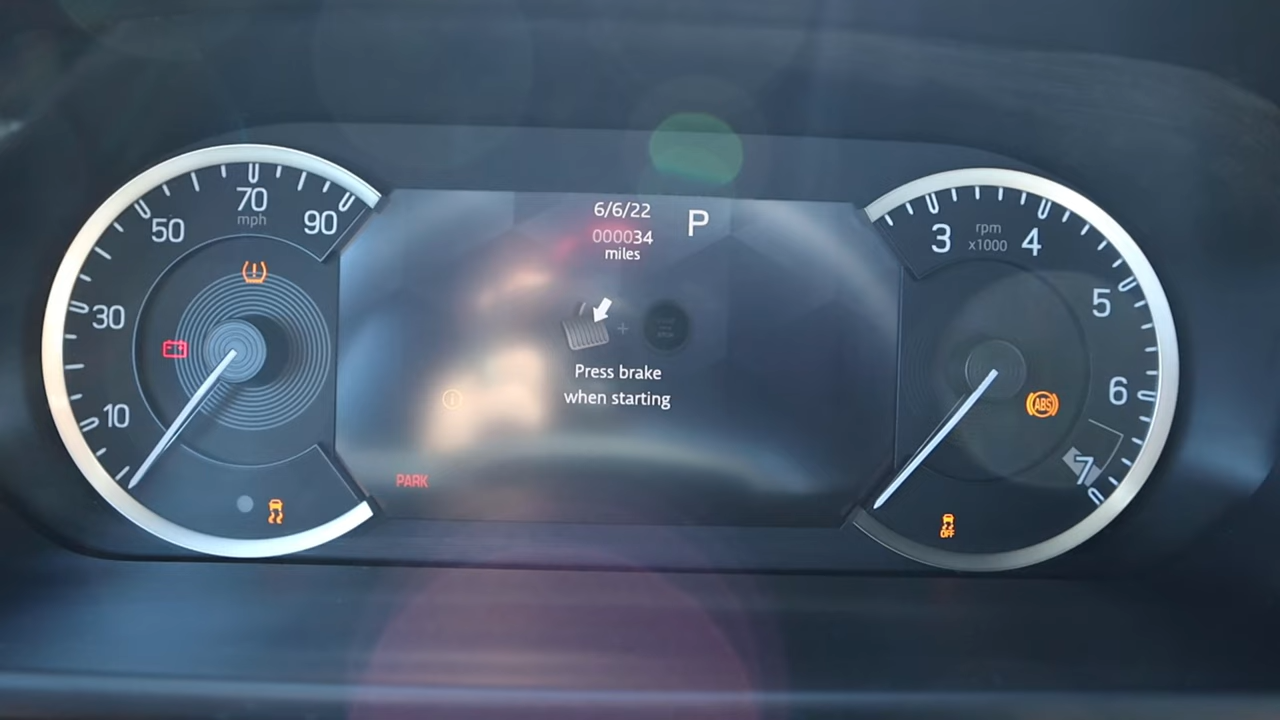 70
mph
50
90
30
10
6/6/22
P
000034
miles
Press brake
when starting
PARK
3
rpm
x1000
4
5
6
7
ABS
OFF